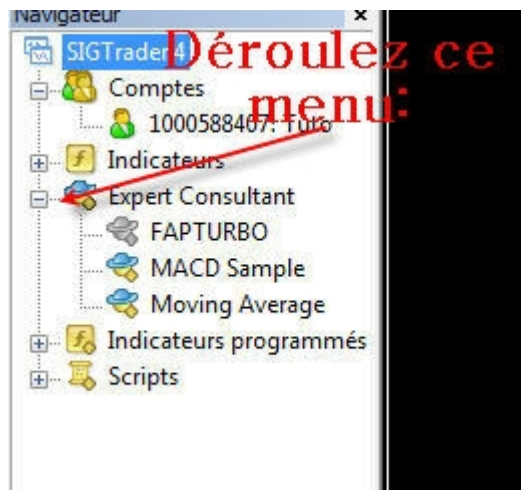 Navigateur x
SIGTrader 4
Déroulez ce
menu:
Comptes
1000588407: Turo
Indicateurs
Expert Consultant
FAPTURBO
MACD Sample
Moving Average
Indicateurs programmés
Scripts